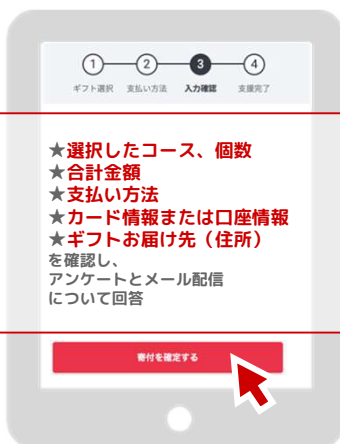 1 2 3 4
ギフト選択 支払い方法 入力確認 支援完了
★選択したコース、個数
★合計金額
★支払い方法
★カード情報または口座情報
★ギフトお届け先（住所）
を確認し、
アンケートとメール配信
について回答
寄付を確定する